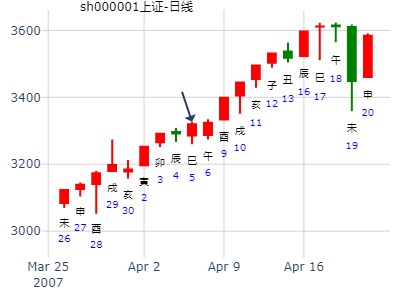 sh000001上证-日线
3600
3400
3200
3000
未
26
申
27
酉
28
戌
29
亥
30
寅
2
卯
3
辰
4
巳
5
午
6
酉
9
戌
10
亥
11
子
12
丑
13
辰
16
巳
17
午
18
未
19
申
20
Mar 25
2007
Apr 2
Apr 9
Apr 16